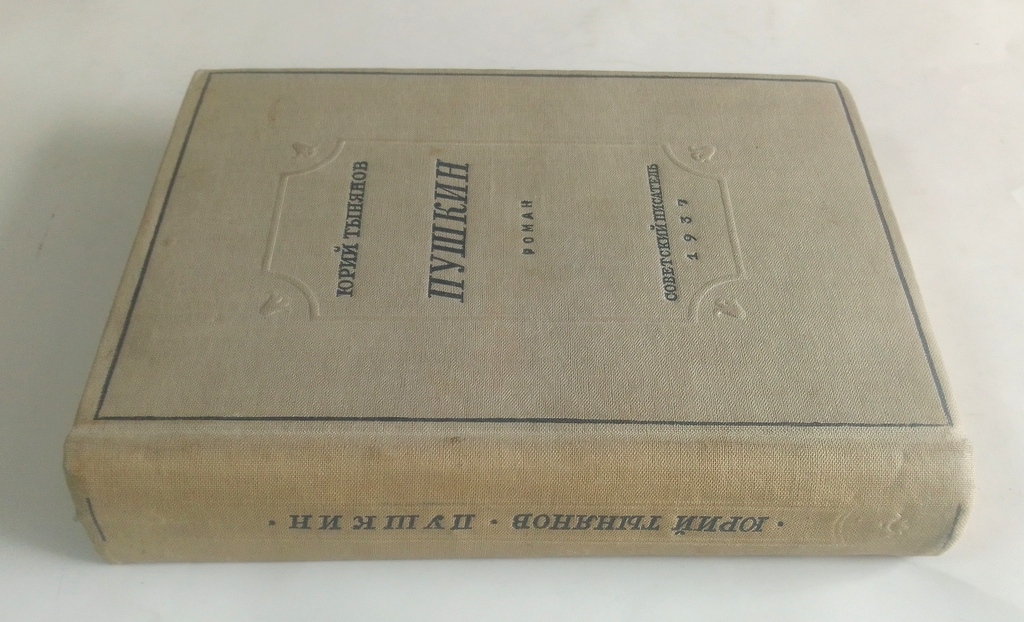 ЮРИЙ ТЫНЯНОВ
ПУШКИН
РОМАН
СОВЕТСКИЙ ПИСАТЕЛЬ
1937
• ЮРИЙ ТЫНЯНОВ • ПУШКИН •